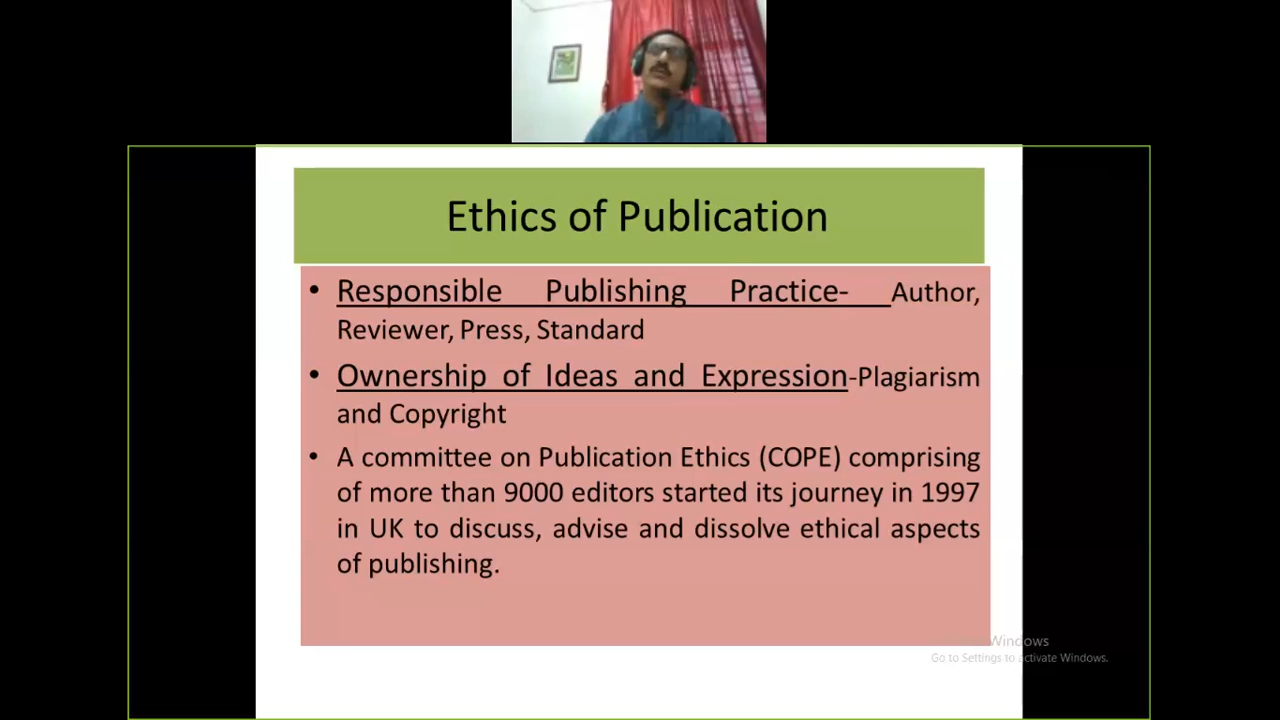 Ethics of Publication
• Responsible Publishing Practice- Author,
Reviewer, Press, Standard
• Ownership of Ideas and Expression-Plagiarism
and Copyright
• A committee on Publication Ethics (COPE) comprising
of more than 9000 editors started its journey in 1997
in UK to discuss, advise and dissolve ethical aspects
of publishing.
Windows
Go to Settings to activate Windows.